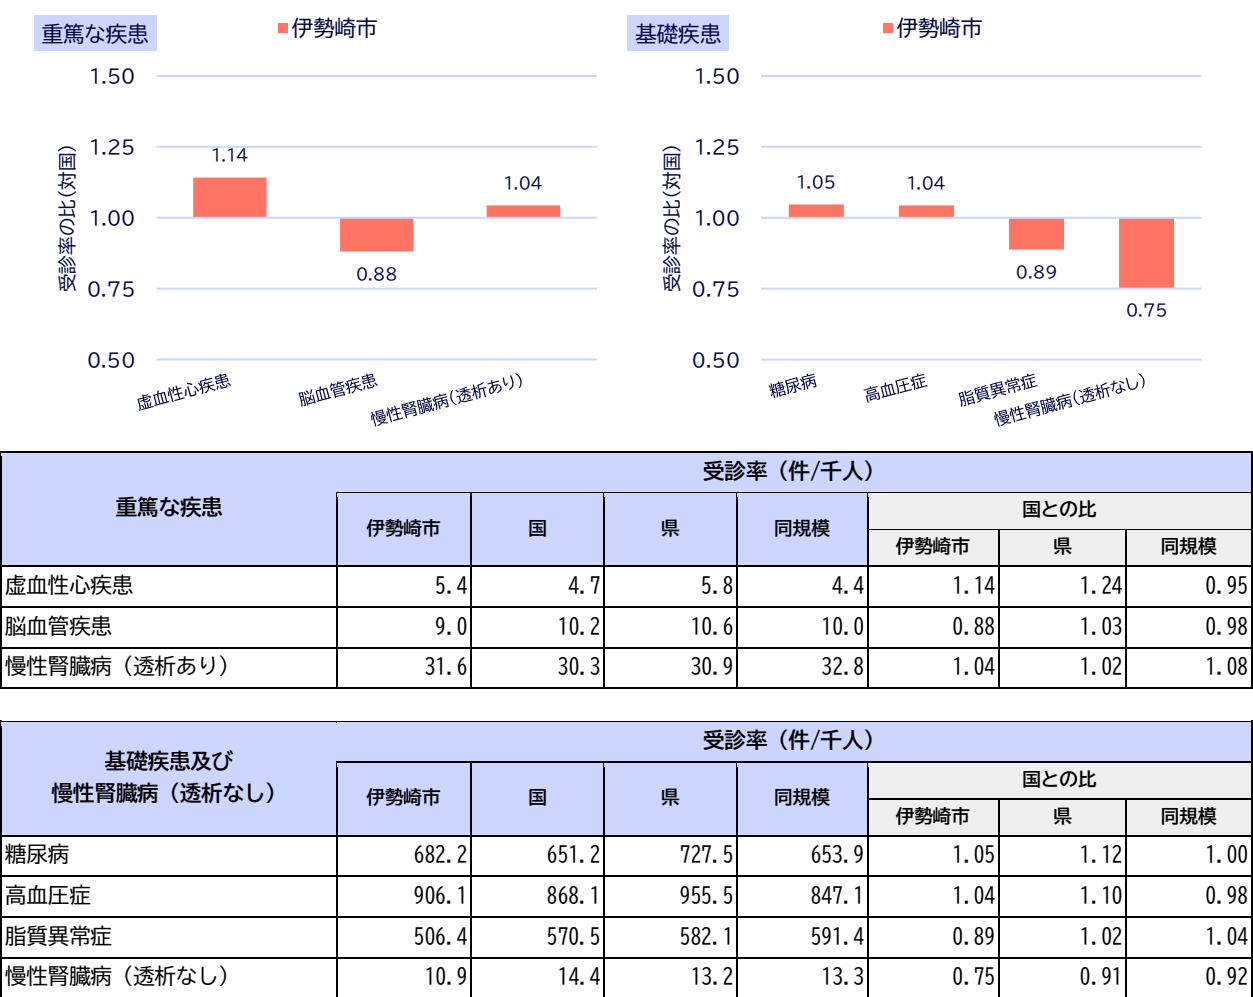 重篤な疾患
伊勢崎市
1.50
1.25
1.00
0.75
0.50
受診率の比(対国)
1.14
0.88
1.04
虚血性心疾患
脳血管疾患
慢性腎臓病(透析あり)
基礎疾患
伊勢崎市
1.50
1.25
1.00
0.75
0.50
受診率の比(対国)
1.05
1.04
0.89
0.75
糖尿病
高血圧症
脂質異常症
慢性腎臓病(透析なし)
重篤な疾患
受診率（件/千人）
伊勢崎市 国 県 同規模 国との比
伊勢崎市 県 同規模
虚血性心疾患 5.4 4.7 5.8 4.4 1.14 1.24 0.95
脳血管疾患 9.0 10.2 10.6 10.0 0.88 1.03 0.98
慢性腎臓病（透析あり） 31.6 30.3 30.9 32.8 1.04 1.02 1.08
基礎疾患及び
慢性腎臓病（透析なし）
受診率（件/千人）
伊勢崎市 国 県 同規模 国との比
伊勢崎市 県 同規模
糖尿病 682.2 651.2 727.5 653.9 1.05 1.12 1.00
高血圧症 906.1 868.1 955.5 847.1 1.04 1.10 0.98
脂質異常症 506.4 570.5 582.1 591.4 0.89 1.02 1.04
慢性腎臓病（透析なし） 10.9 14.4 13.2 13.3 0.75 0.91 0.92